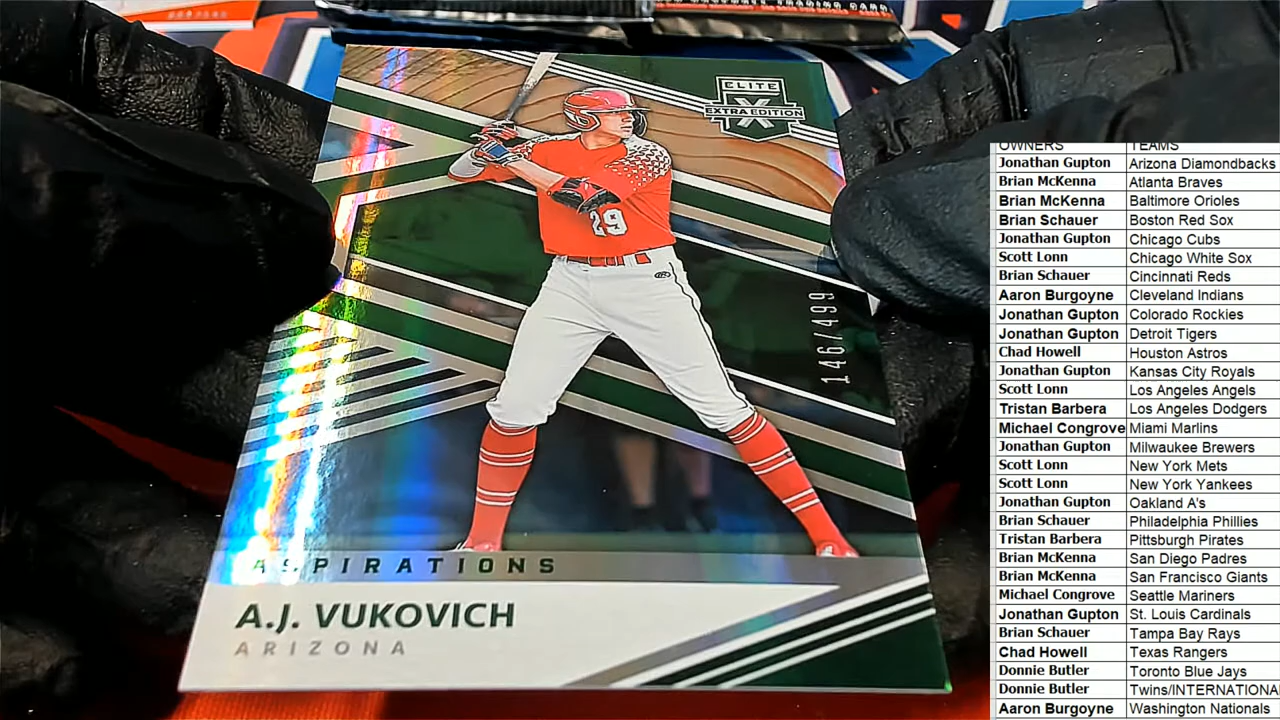 ELITE
X
EXTRA EDITION
29
146/499
ASPIRATIONS
A.J. VUKOVICH
ARIZONA
OWNERS TEAMS
Jonathan Gupton Arizona Diamondbacks
Brian McKenna Atlanta Braves
Brian McKenna Baltimore Orioles
Brian Schauer Boston Red Sox
Jonathan Gupton Chicago Cubs
Scott Lonn Chicago White Sox
Brian Schauer Cincinnati Reds
Aaron Burgoyne Cleveland Indians
Jonathan Gupton Colorado Rockies
Jonathan Gupton Detroit Tigers
Chad Howell Houston Astros
Jonathan Gupton Kansas City Royals
Scott Lonn Los Angeles Angels
Tristan Barbera Los Angeles Dodgers
Michael Congrove Miami Marlins
Jonathan Gupton Milwaukee Brewers
Scott Lonn New York Mets
Scott Lonn New York Yankees
Jonathan Gupton Oakland A's
Brian Schauer Philadelphia Phillies
Tristan Barbera Pittsburgh Pirates
Brian McKenna San Diego Padres
Brian McKenna San Francisco Giants
Michael Congrove Seattle Mariners
Jonathan Gupton St. Louis Cardinals
Brian Schauer Tampa Bay Rays
Chad Howell Texas Rangers
Donnie Butler Toronto Blue Jays
Donnie Butler Twins/INTERNATIONA
Aaron Burgoyne Washington Nationals